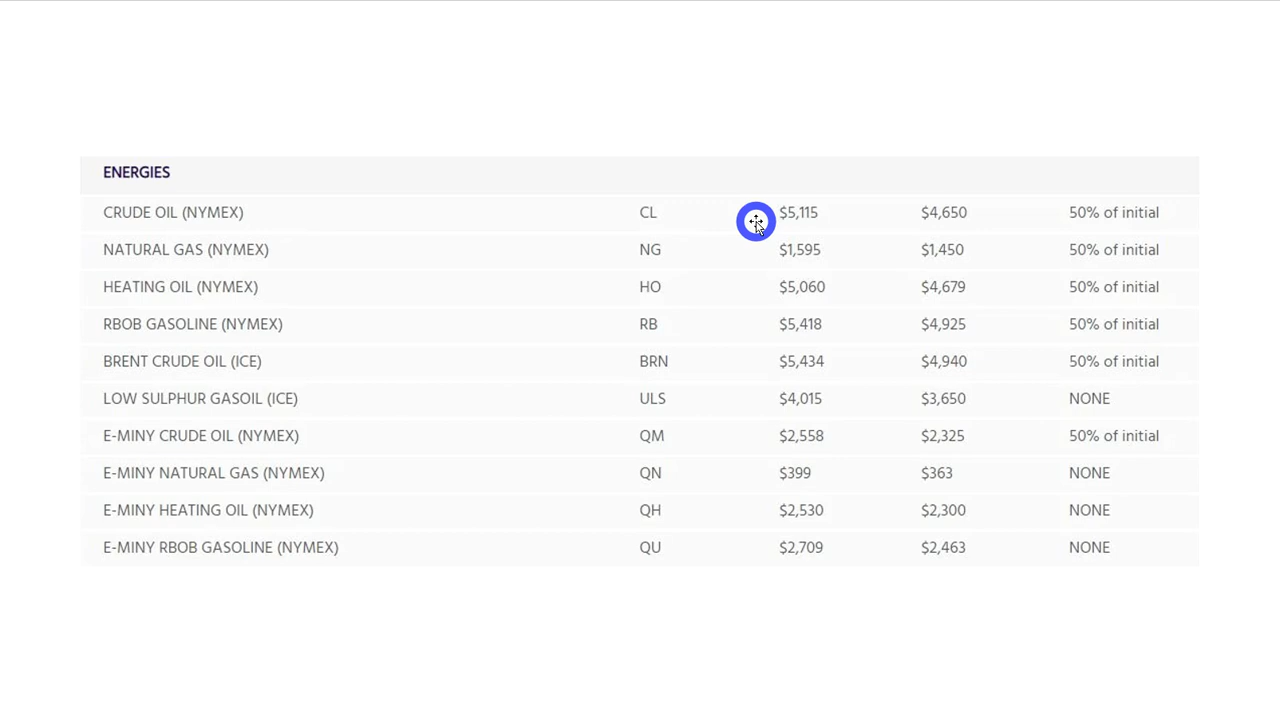 ENERGIES
CRUDE OIL (NYMEX) CL $5,115 $4,650 50% of initial
NATURAL GAS (NYMEX) NG $1,595 $1,450 50% of initial
HEATING OIL (NYMEX) HO $5,060 $4,679 50% of initial
RBOB GASOLINE (NYMEX) RB $5,418 $4,925 50% of initial
BRENT CRUDE OIL (ICE) BRN $5,434 $4,940 50% of initial
LOW SULPHUR GASOIL (ICE) ULS $4,015 $3,650 NONE
E-MINY CRUDE OIL (NYMEX) QM $2,558 $2,325 50% of initial
E-MINY NATURAL GAS (NYMEX) QN $399 $363 NONE
E-MINY HEATING OIL (NYMEX) QH $2,530 $2,300 NONE
E-MINY RBOB GASOLINE (NYMEX) QU $2,709 $2,463 NONE